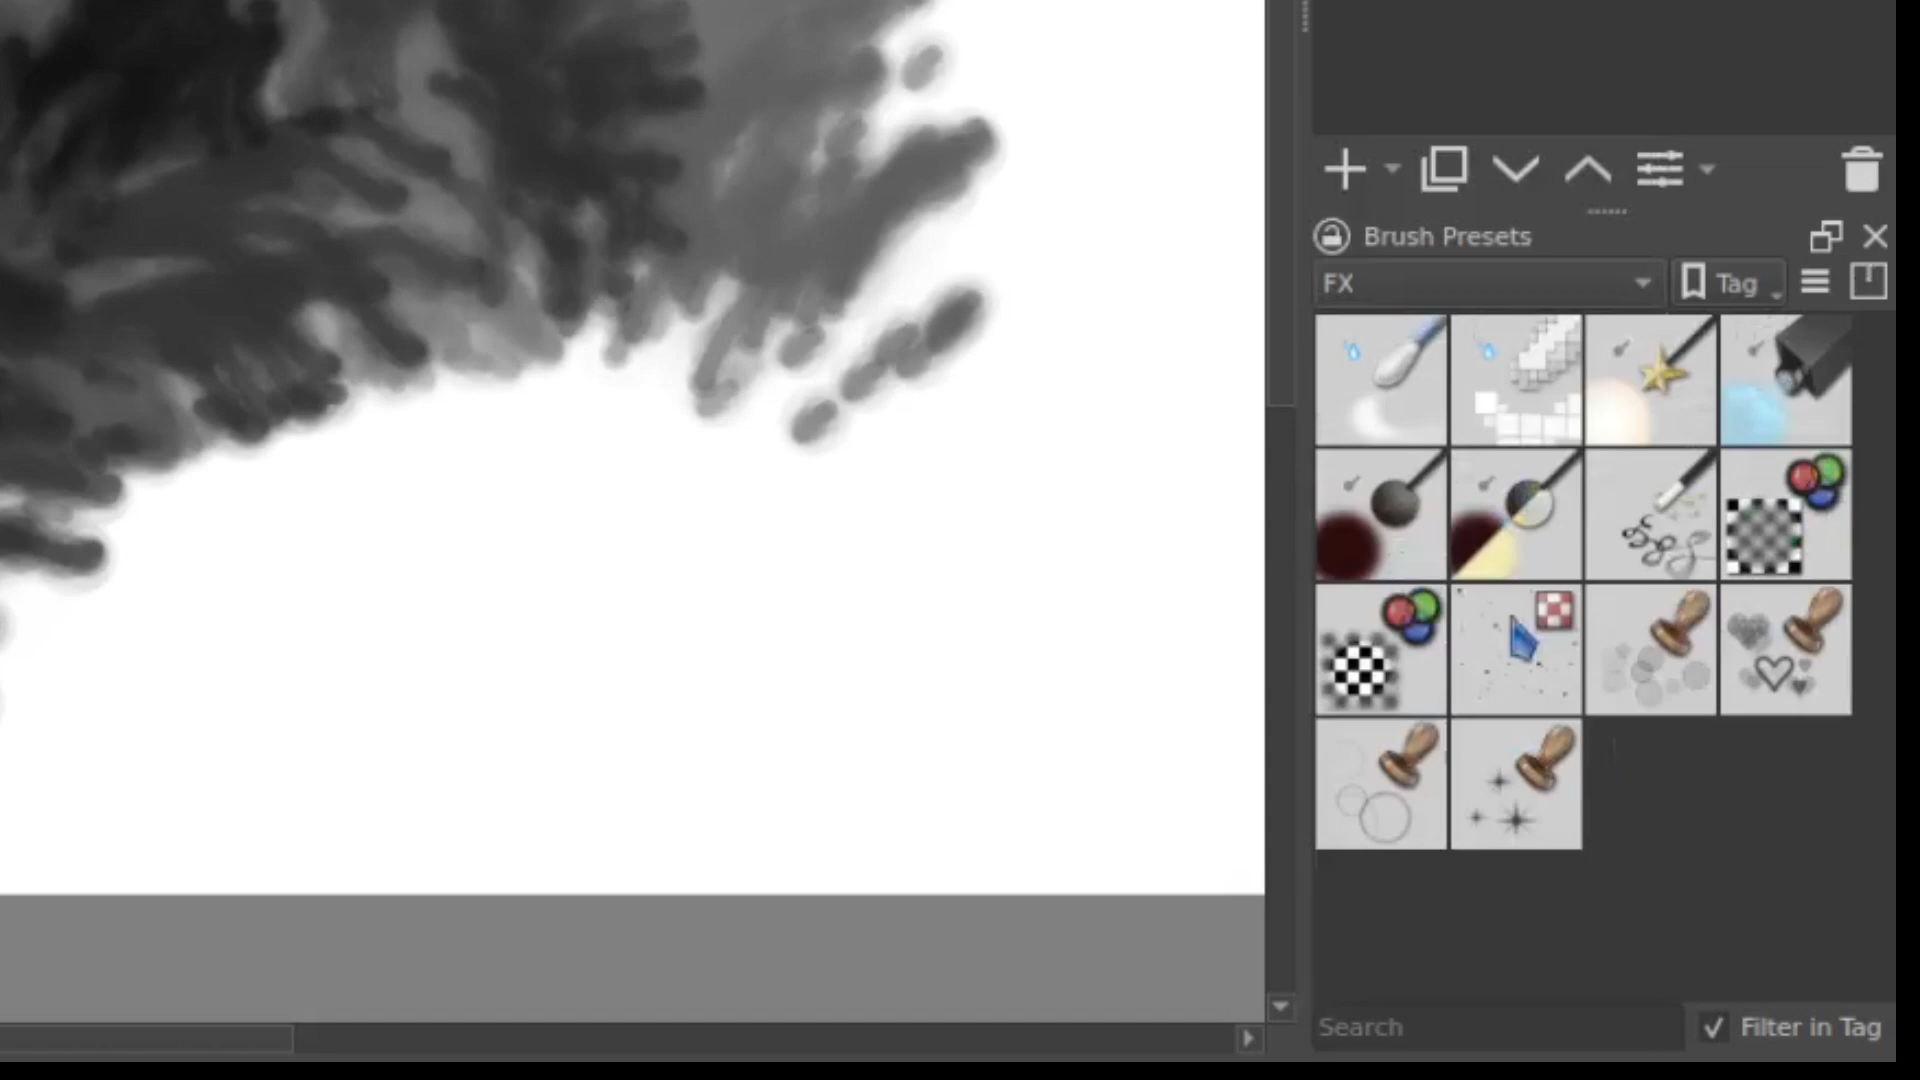 Brush Presets
FX
Tag
Search
Filter in Tag